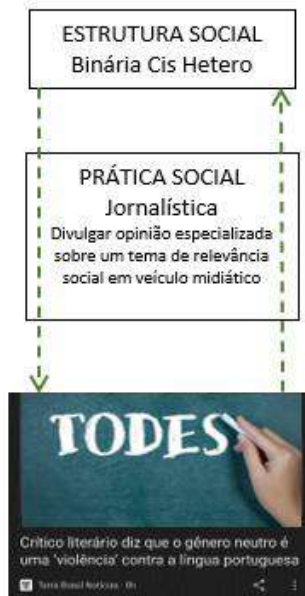 ESTRUTURA SOCIAL
Binária Cis Hetero
PRÁTICA SOCIAL
Jornalística
Divulgar opinião especializada
sobre um tema de relevância
social em veículo midiático
TODES
Crítico literário diz que o gênero neutro é
uma 'violência' contra a língua portuguesa
Terra Brasil Notícias · 8h